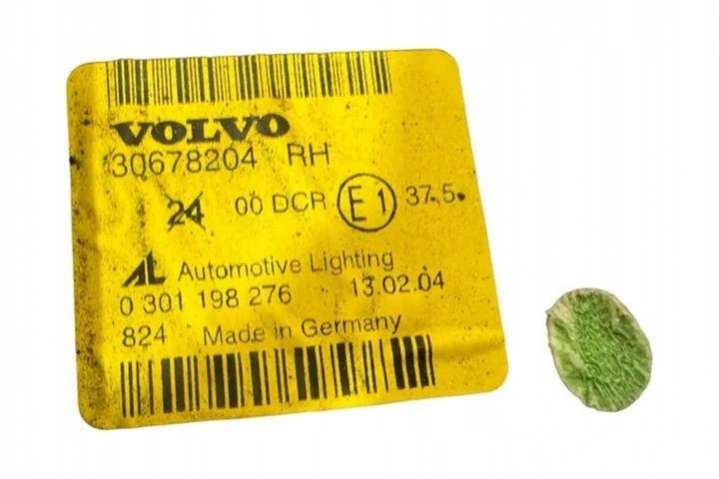 VOLVO
30678204 RH
24 00 DCR E1 37.5.
AL Automotive Lighting
0 301 198 276 13.02.04
824 Made in Germany